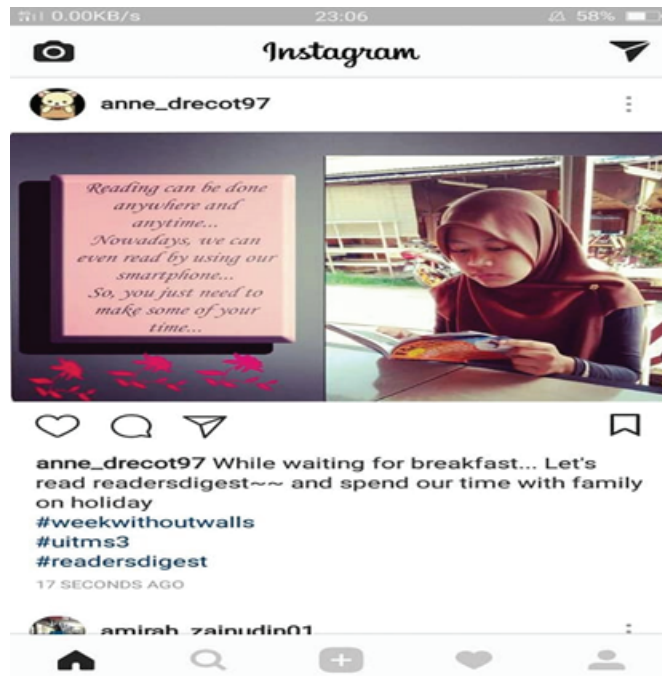 0.00KB/s 23:06 58%
Instagram
anne_drecot97
Reading can be done
anywhere and
anytime...
Nowadays, we can
even read by using our
smartphone...
So, you just need to
make some of your
time...
anne_drecot97 While waiting for breakfast... Let's
read readersdigest~~ and spend our time with family
on holiday
#weekwithoutwalls
#uitms3
#readersdigest
17 SECONDS AGO
amirah_zainudin01